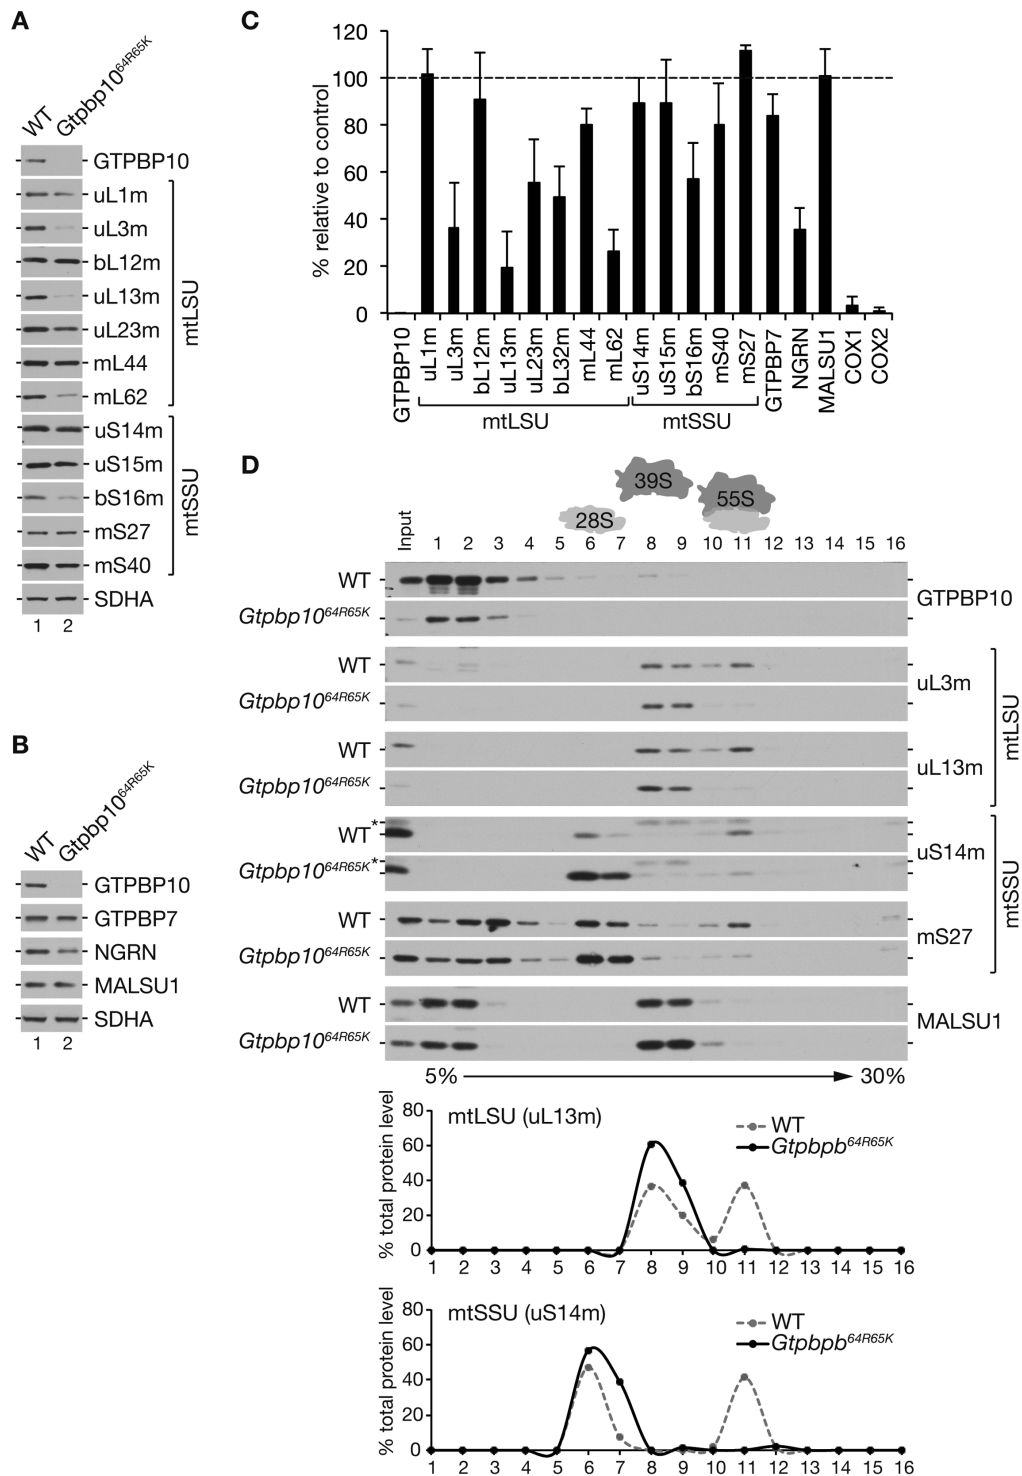 A
WT
Gtpbp10 64R65K
GTPBP10
uL1m
uL3m
bL12m
uL13m
uL23m
mL44
mL62
mtLSU
uS14m
uS15m
bS16m
mS27
mS40
mtSSU
SDHA
1 2
B
WT
Gtpbp10 64R65K
GTPBP10
GTPBP7
NGRN
MALSU1
SDHA
1 2
C
% relative to control
120
100
80
60
40
20
0
GTPBP10 uL1m uL3m bL12m uL13m uL23m bL32m mL44 mL62 uS14m uS15m bS16m mS40 mS27 GTPBP7 NGRN MALSU1 COX1 COX2
mtLSU mtSSU
D
28S 39S 55S
Input 1 2 3 4 5 6 7 8 9 10 11 12 13 14 15 16
WT
Gtpbp10 64R65K
GTPBP10
WT
Gtpbp10 64R65K
uL3m
WT
Gtpbp10 64R65K
uL13m
mtLSU
WT*
Gtpbp10 64R65K*
uS14m
WT
Gtpbp10 64R65K
mS27
mtSSU
WT
Gtpbp10 64R65K
MALSU1
5% 30%
% total protein level
mtLSU (uL13m)
WT
Gtpbpb 64R65K
80
60
40
20
0
1 2 3 4 5 6 7 8 9 10 11 12 13 14 15 16
% total protein level
mtSSU (uS14m)
WT
Gtpbpb 64R65K
80
60
40
20
0
1 2 3 4 5 6 7 8 9 10 11 12 13 14 15 16